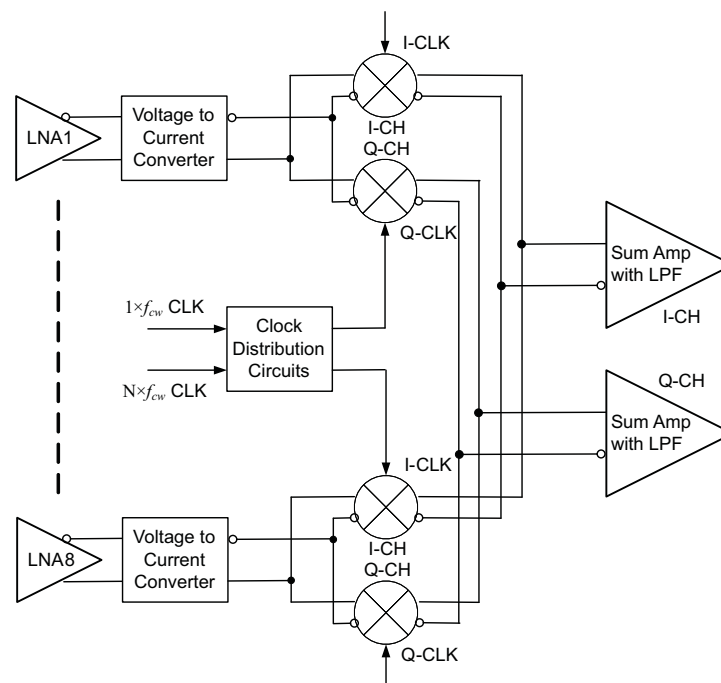 I-CLK
LNA1
Voltage to
Current
Converter
I-CH
Q-CH
Q-CLK
Sum Amp
with LPF
I-CH
1×fcw CLK
N×fcw CLK
Clock
Distribution
Circuits
Q-CH
Sum Amp
with LPF
I-CLK
LNA8
Voltage to
Current
Converter
I-CH
Q-CH
Q-CLK